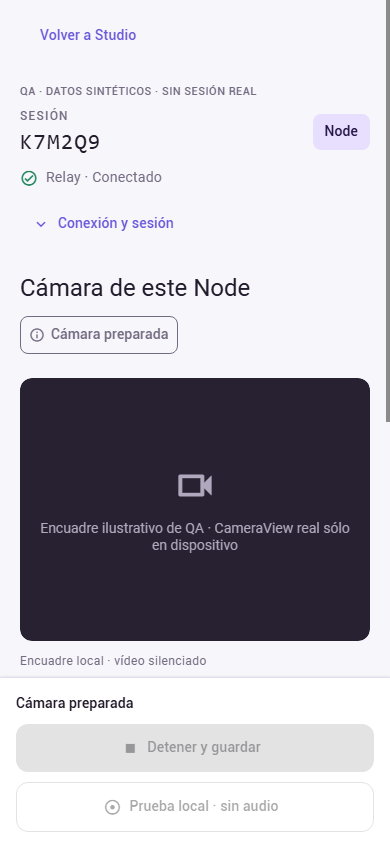 Volver a Studio
QA · DATOS SINTÉTICOS · SIN SESIÓN REAL
SESIÓN
K7M2Q9
Node
Relay · Conectado
Conexión y sesión
Cámara de este Node
Cámara preparada
Encuadre ilustrativo de QA · CameraView real sólo
en dispositivo
Encuadre local · vídeo silenciado
Cámara preparada
Detener y guardar
Prueba local · sin audio